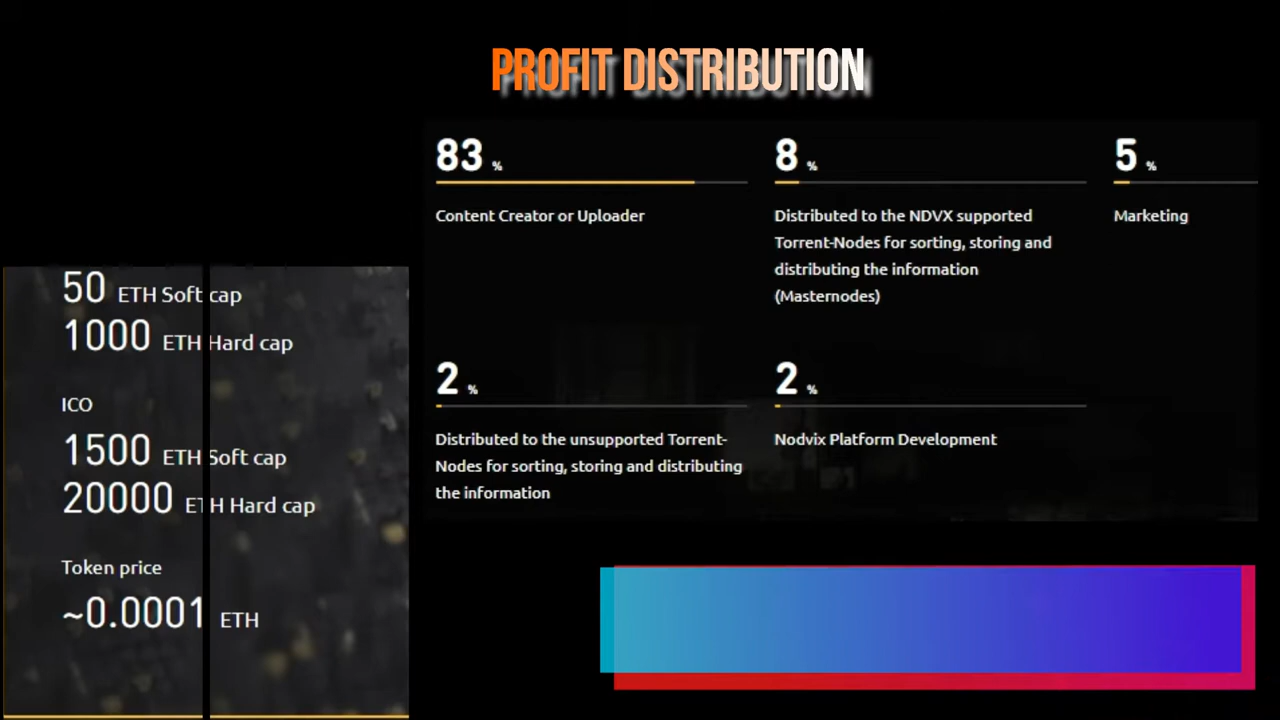 PROFIT DISTRIBUTION
83 %
Content Creator or Uploader
8 %
Distributed to the NDVX supported
Torrent-Nodes for sorting, storing and
distributing the information
(Masternodes)
5 %
Marketing
2 %
Distributed to the unsupported Torrent-
Nodes for sorting, storing and distributing
the information
2 %
Nodvix Platform Development
50 ETH Soft cap
1000 ETH Hard cap
ICO
1500 ETH Soft cap
20000 ETH Hard cap
Token price
~0.0001 ETH